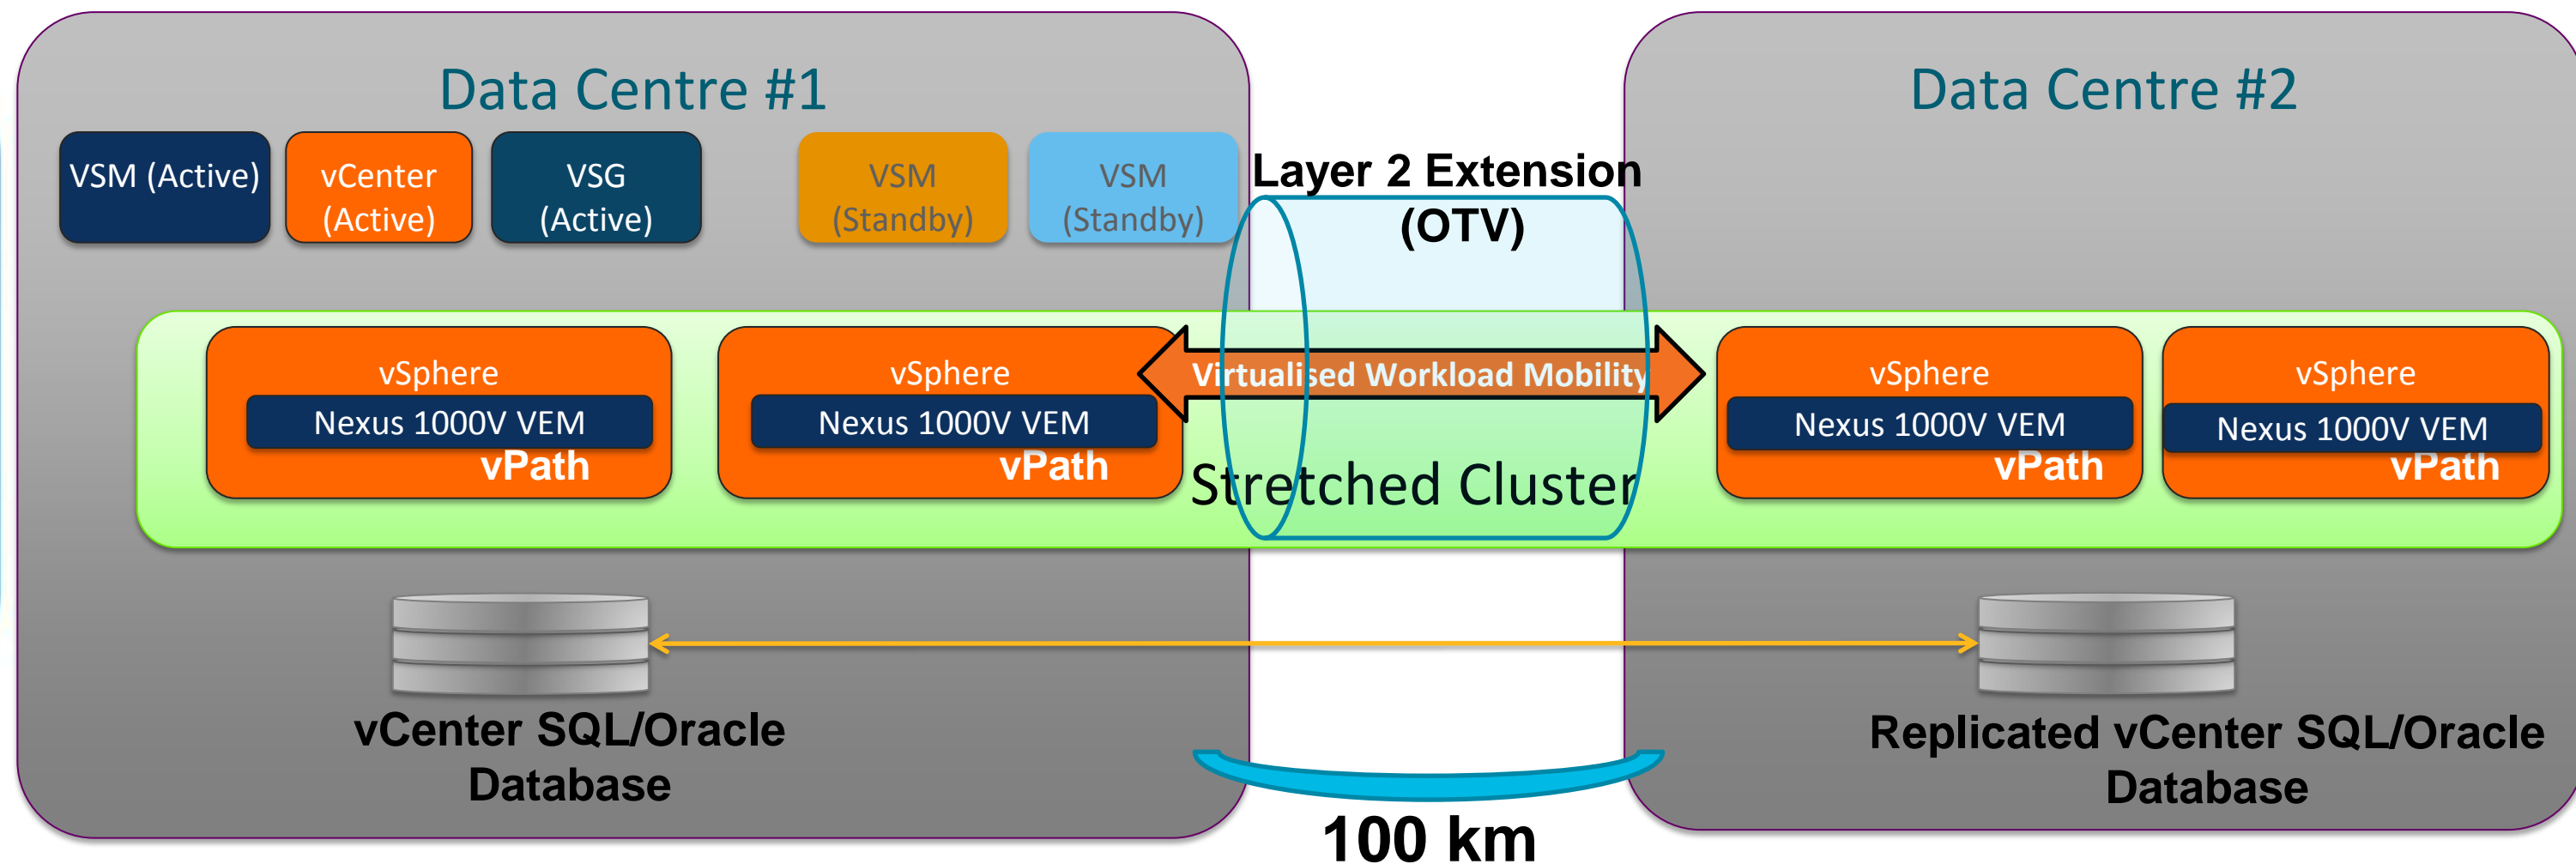 Data Centre #1
Data Centre #2
VSM (Active)
vCenter
(Active)
VSG
(Active)
VSM
(Standby)
VSM
(Standby)
Layer 2 Extension
(OTV)
vSphere
Nexus 1000V VEM
vPath
vSphere
Nexus 1000V VEM
vPath
Virtualised Workload Mobility
Stretched Cluster
vSphere
Nexus 1000V VEM
vPath
vSphere
Nexus 1000V VEM
vPath
vCenter SQL/Oracle
Database
Replicated vCenter SQL/Oracle
Database
100 km